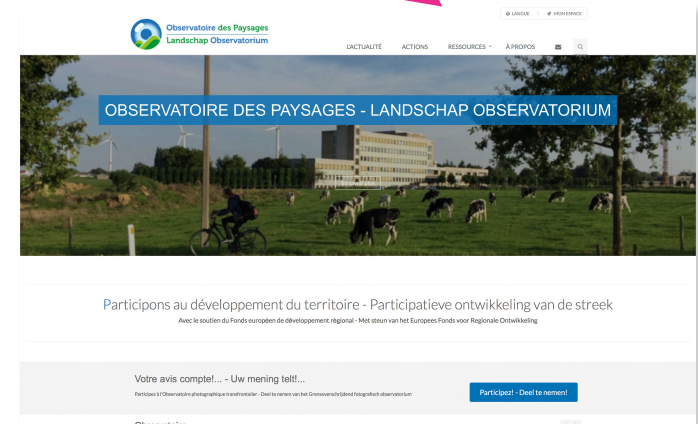 LANGUE
MON ESPACE
Observatoire des Paysages
Landschap Observatorium
L'ACTUALITÉ ACTIONS RESSOURCES À PROPOS
OBSERVATOIRE DES PAYSAGES - LANDSCHAP OBSERVATORIUM
Participons au développement du territoire - Participatieve ontwikkeling van de streek
Avec le soutien du Fonds européen de développement régional - Met steun van het Europees Fonds voor Regionale Ontwikkeling
Votre avis compte!... - Uw mening telt!...
Participez à l'Observatoire photographique transfrontalier - Deel te nemen van het Grensoverschrijdend fotografisch observatorium
Participez! - Deel te nemen!